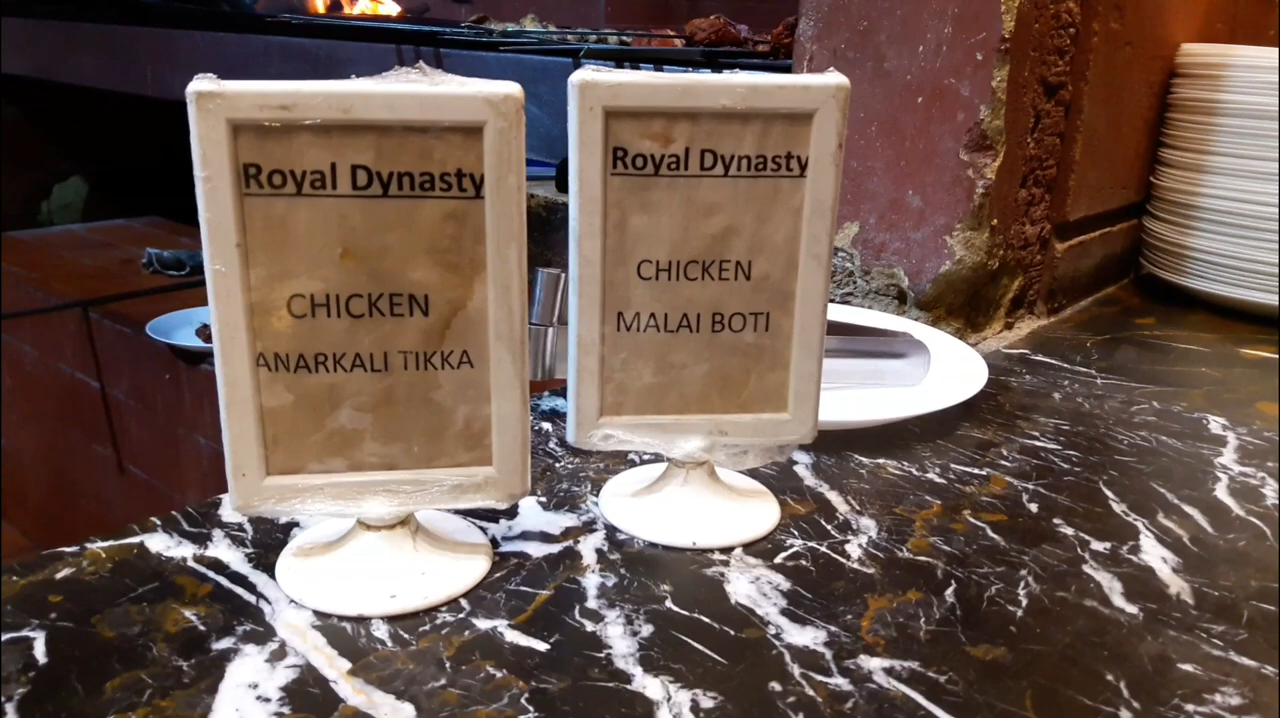 Royal Dynasty
CHICKEN
ANARKALI TIKKA
Royal Dynasty
CHICKEN
MALAI BOTI